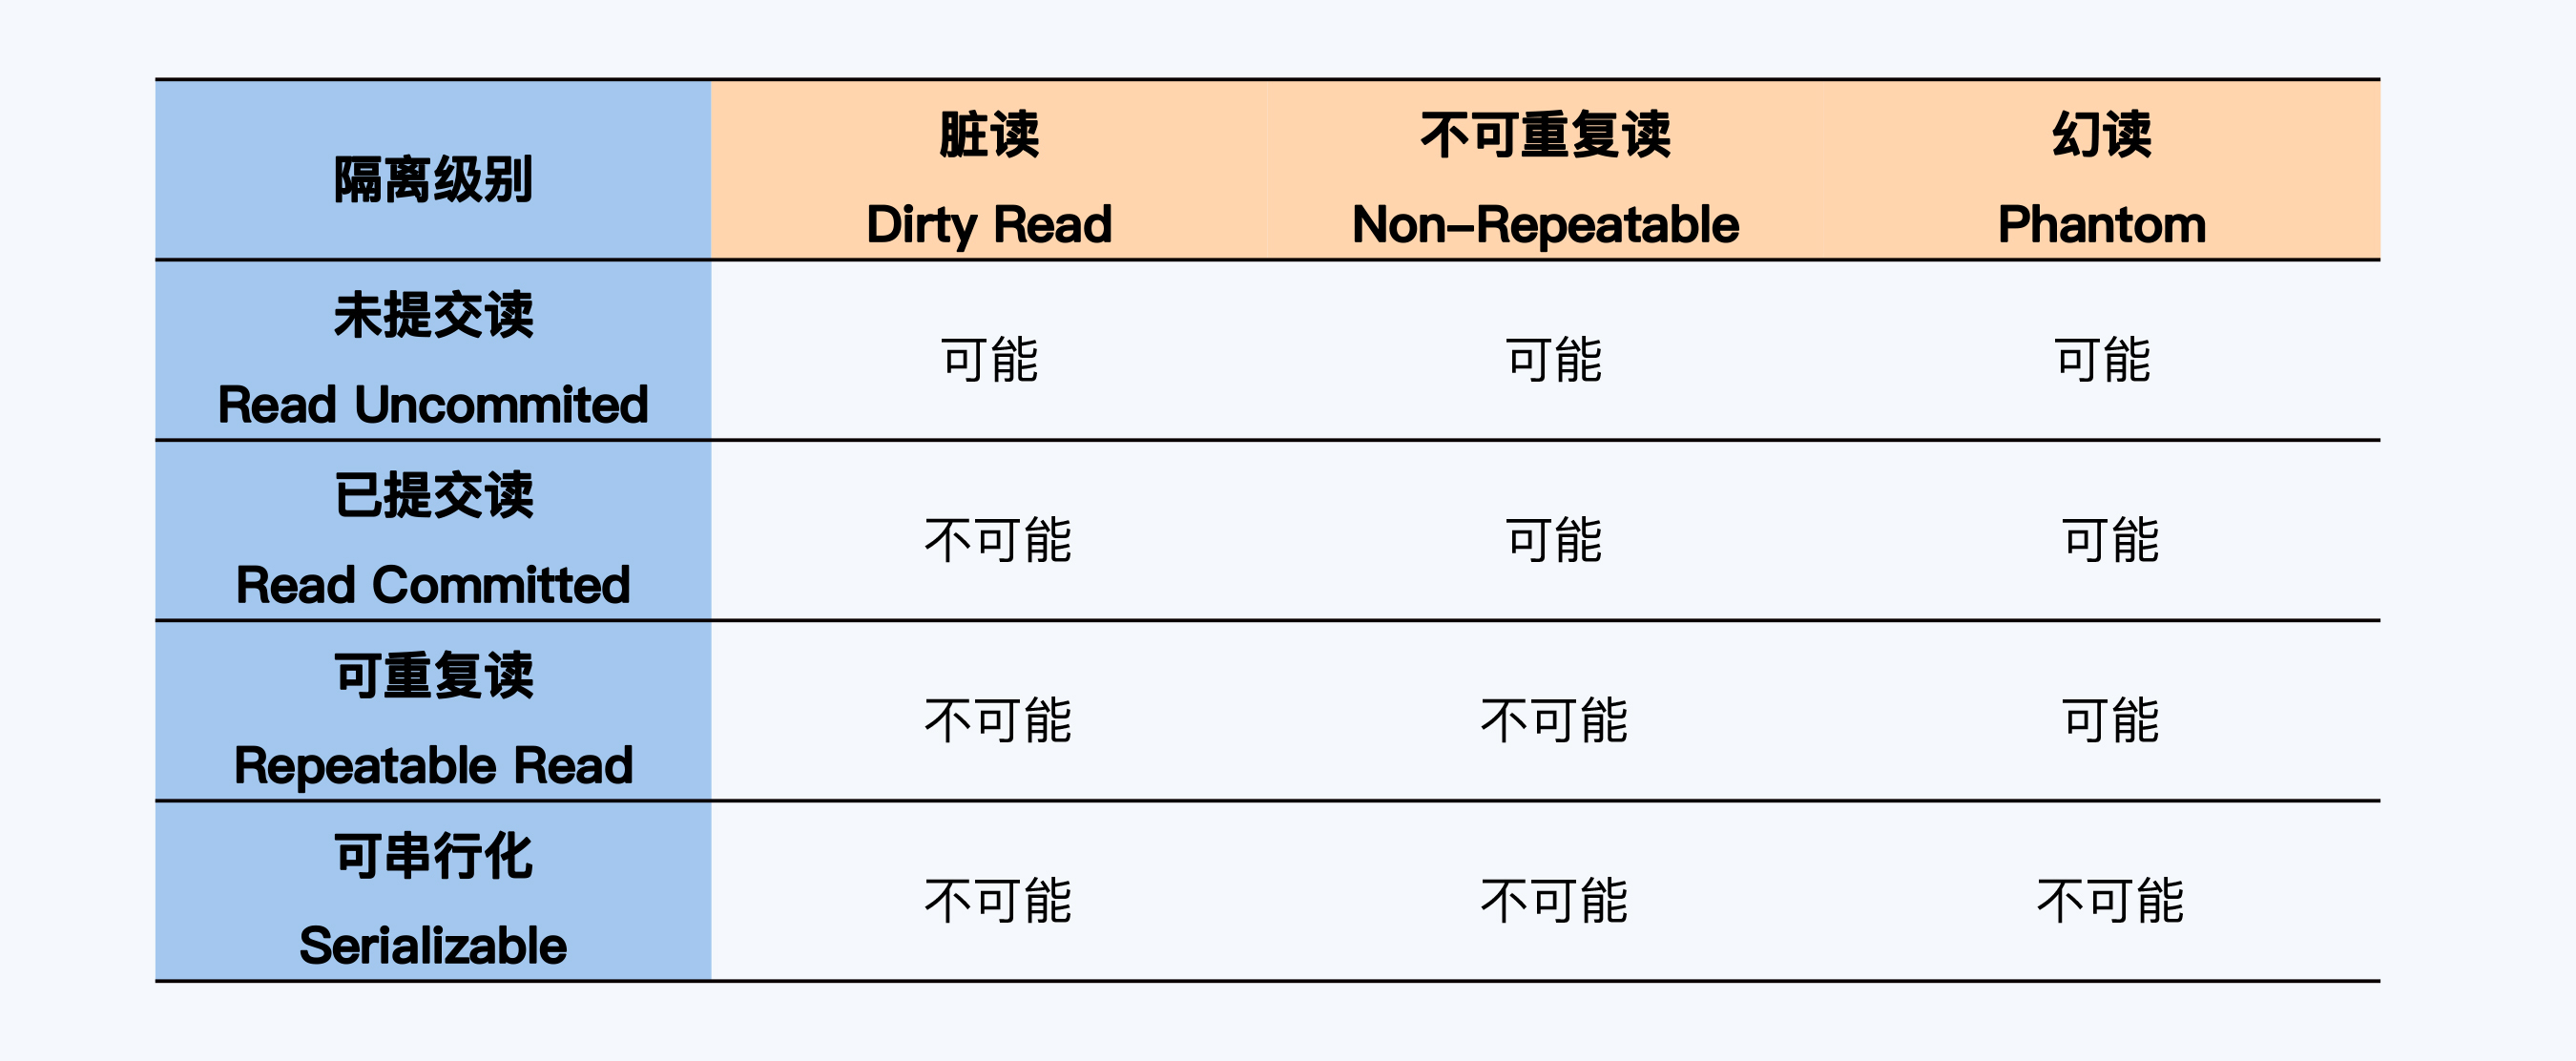 隔离级别
脏读
Dirty Read
不可重复读
Non-Repeatable
幻读
Phantom
未提交读
Read Uncommited
可能
可能
可能
已提交读
Read Committed
不可能
可能
可能
可重复读
Repeatable Read
不可能
不可能
可能
可串行化
Serializable
不可能
不可能
不可能